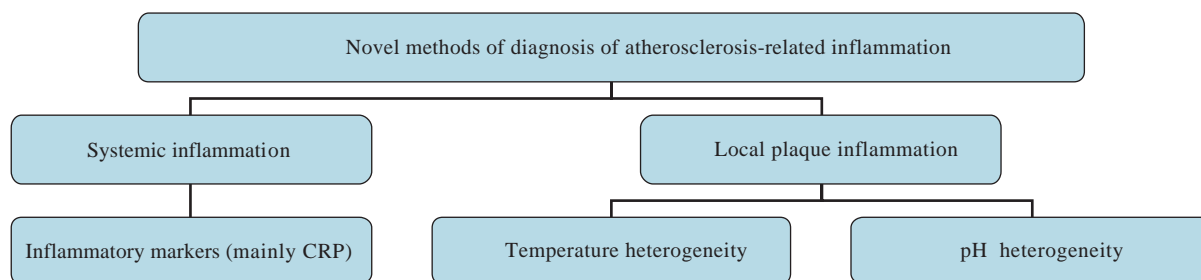 Novel methods of diagnosis of atherosclerosis-related inflammation
Systemic inflammation
Local plaque inflammation
Inflammatory markers (mainly CRP)
Temperature heterogeneity
pH heterogeneity